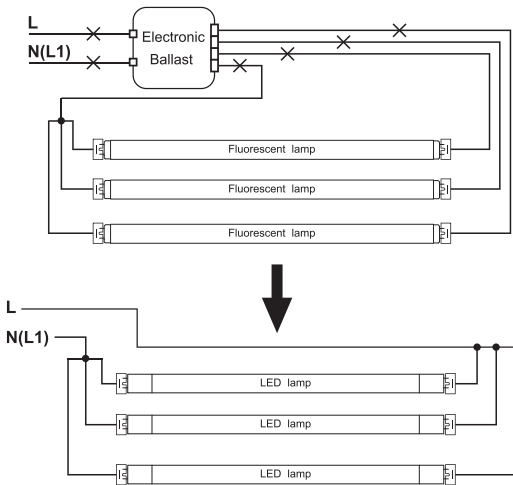 L
N(L1)
Electronic
Ballast
Fluorescent lamp
Fluorescent lamp
Fluorescent lamp
L
N(L1)
LED lamp
LED lamp
LED lamp